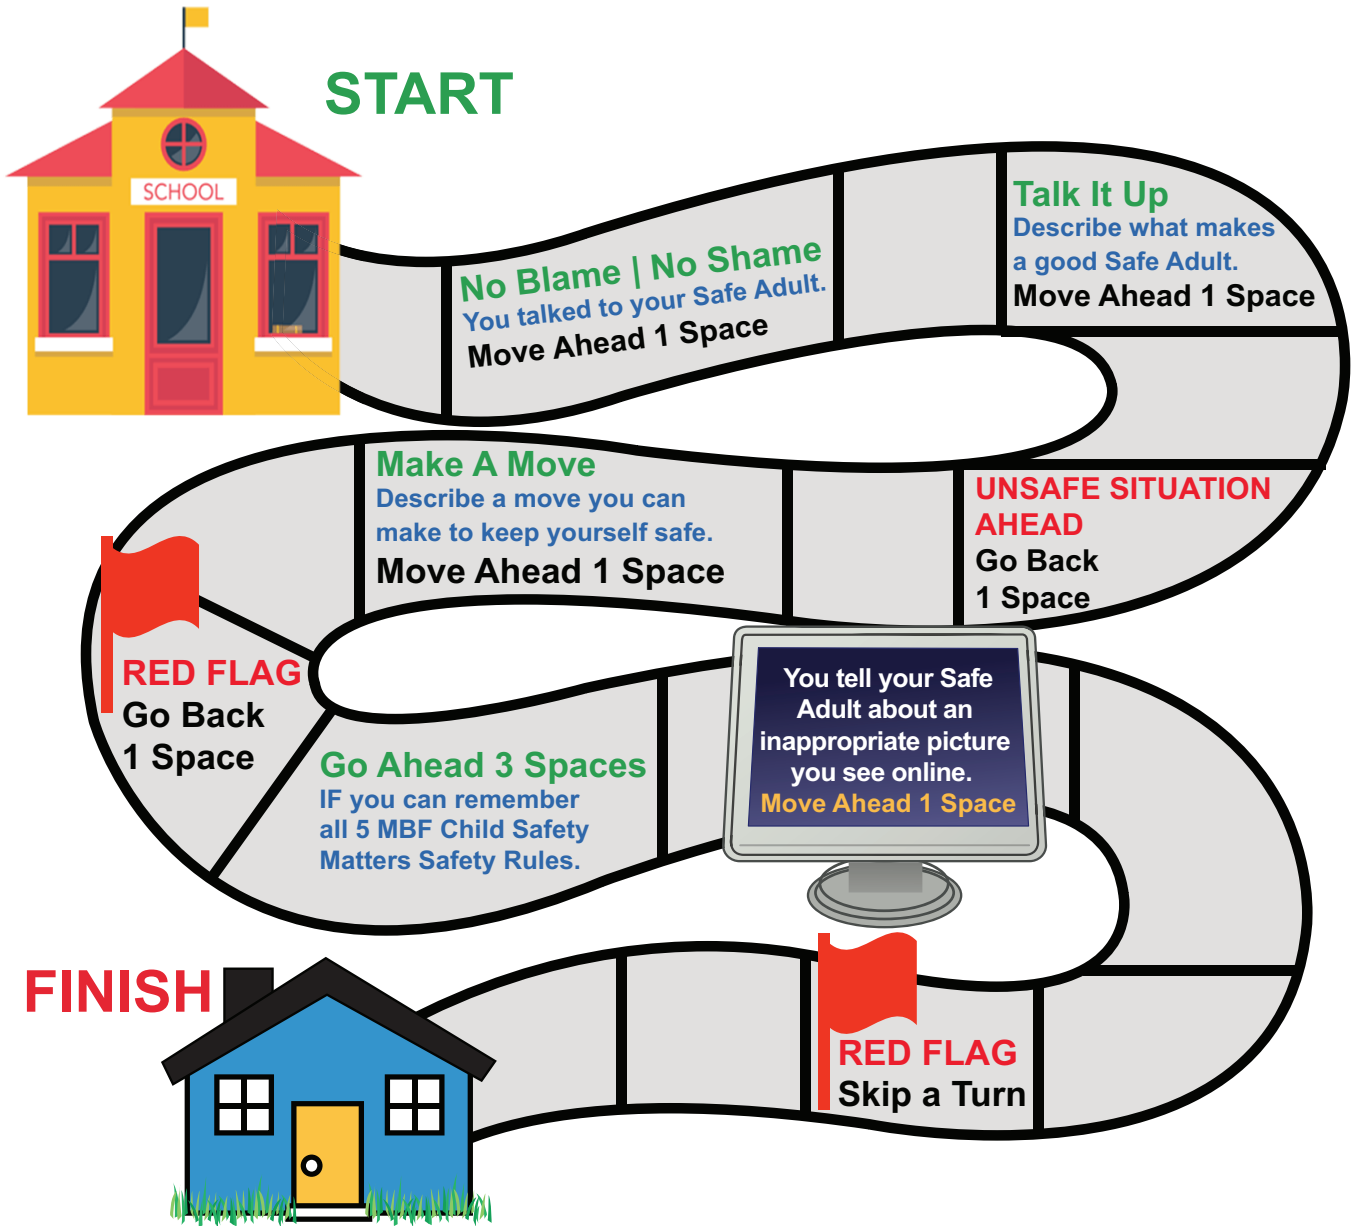 START
SCHOOL
No Blame | No Shame
You talked to your Safe Adult.
Move Ahead 1 Space
Talk It Up
Describe what makes
a good Safe Adult.
Move Ahead 1 Space
UNSAFE SITUATION
AHEAD
Go Back
1 Space
Make A Move
Describe a move you can
make to keep yourself safe.
Move Ahead 1 Space
RED FLAG
Go Back
1 Space
Go Ahead 3 Spaces
IF you can remember
all 5 MBF Child Safety
Matters Safety Rules.
You tell your Safe
Adult about an
inappropriate picture
you see online.
Move Ahead 1 Space
RED FLAG
Skip a Turn
FINISH